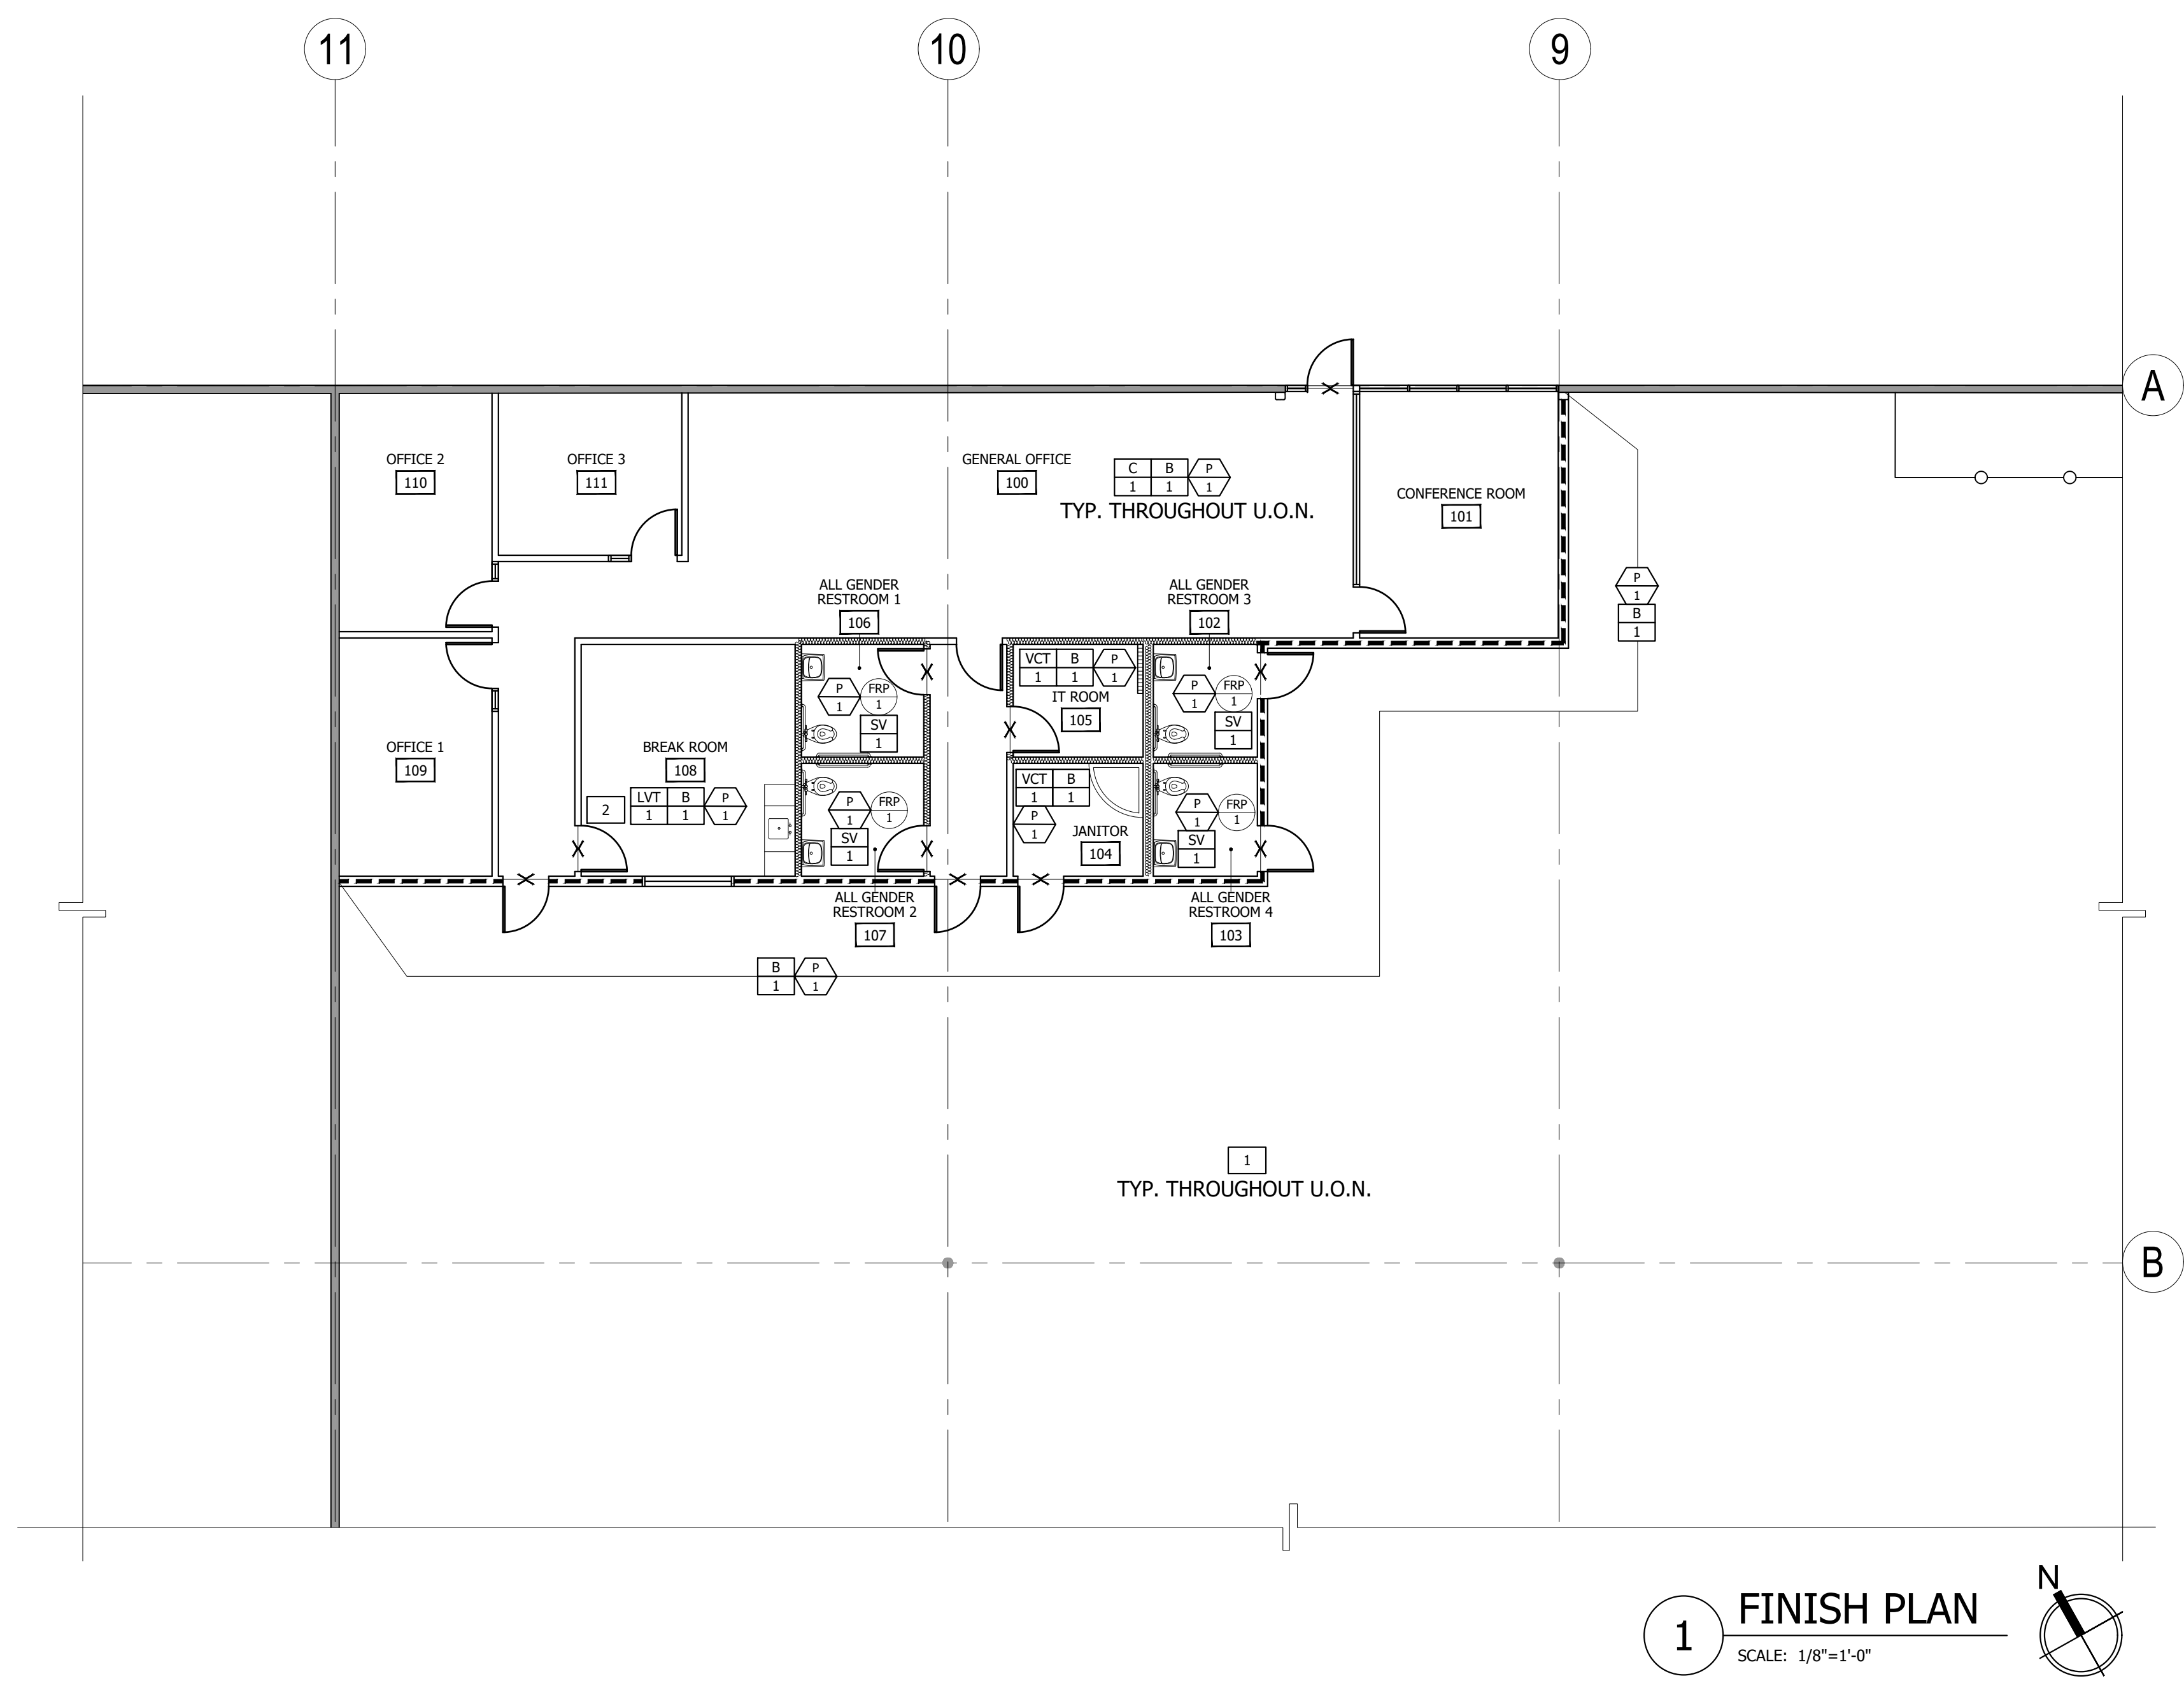 11
10
9
A
OFFICE 2
110
OFFICE 3
111
GENERAL OFFICE
100
C B P
1 1 1
TYP. THROUGHOUT U.O.N.
CONFERENCE ROOM
101
P
1
B
1
ALL GENDER
RESTROOM 1
106
ALL GENDER
RESTROOM 3
102
P FRP
1 1
SV
1
VCT B P
1 1 1
IT ROOM
105
P FRP
1 1
SV
1
OFFICE 1
109
BREAK ROOM
108
2
LVT B P
1 1 1
P FRP
1 1
SV
1
VCT B
1 1
P
1
JANITOR
104
P FRP
1 1
SV
1
ALL GENDER
RESTROOM 2
107
ALL GENDER
RESTROOM 4
103
B P
1 1
1
TYP. THROUGHOUT U.O.N.
B
1
FINISH PLAN
SCALE: 1/8"=1'-0"
N